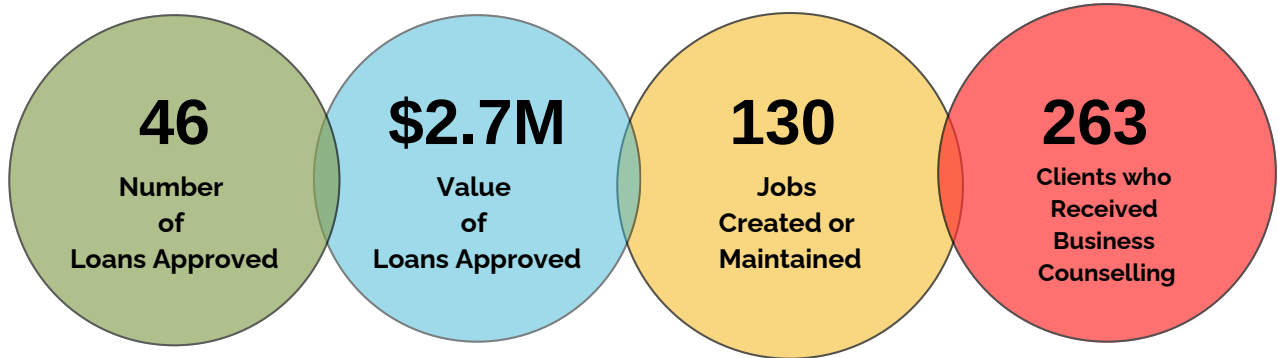 46
Number
of
Loans Approved
$2.7M
Value
of
Loans Approved
130
Jobs
Created or
Maintained
263
Clients who
Received
Business
Counselling